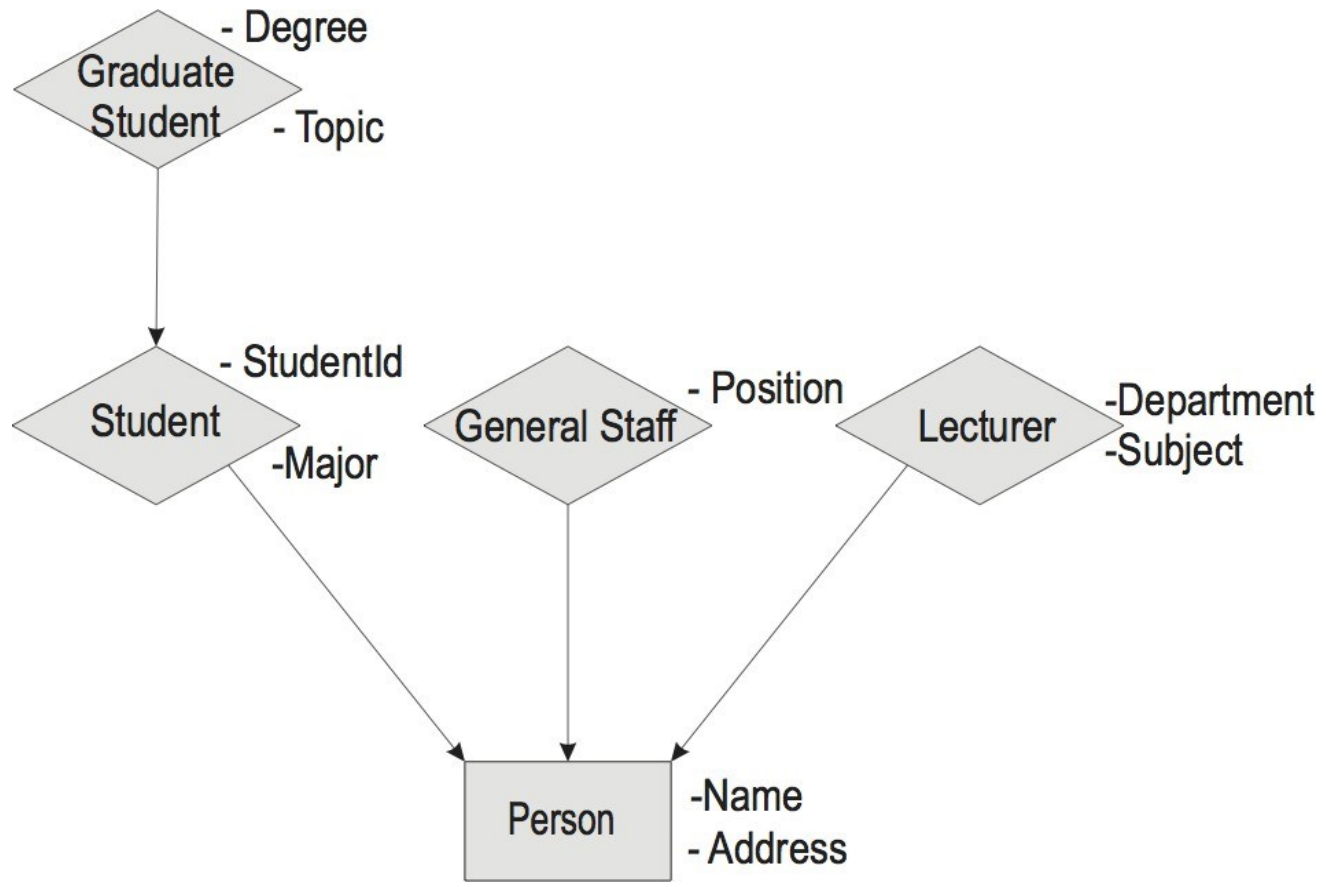 - Degree
Graduate
Student
- Topic
- StudentId
Student
-Major
- Position
General Staff
-Department
Lecturer
-Subject
-Name
Person
- Address